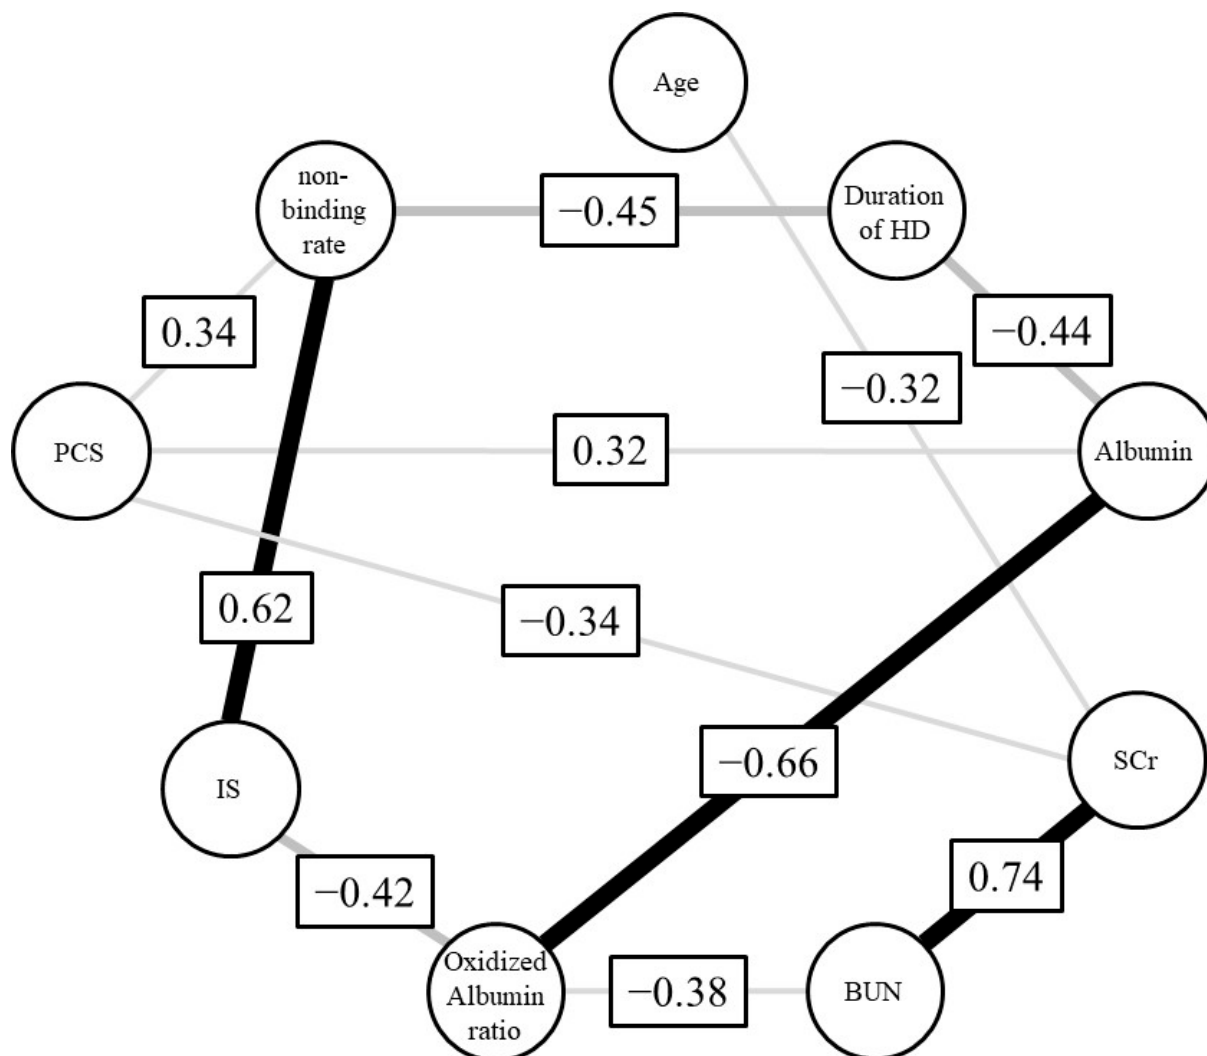 Age
non-
binding
rate
−0.45
Duration
of HD
0.34
−0.44
−0.32
PCS
0.32
Albumin
0.62
−0.34
−0.66
SCr
IS
−0.42
0.74
Oxidized
Albumin
ratio
−0.38
BUN